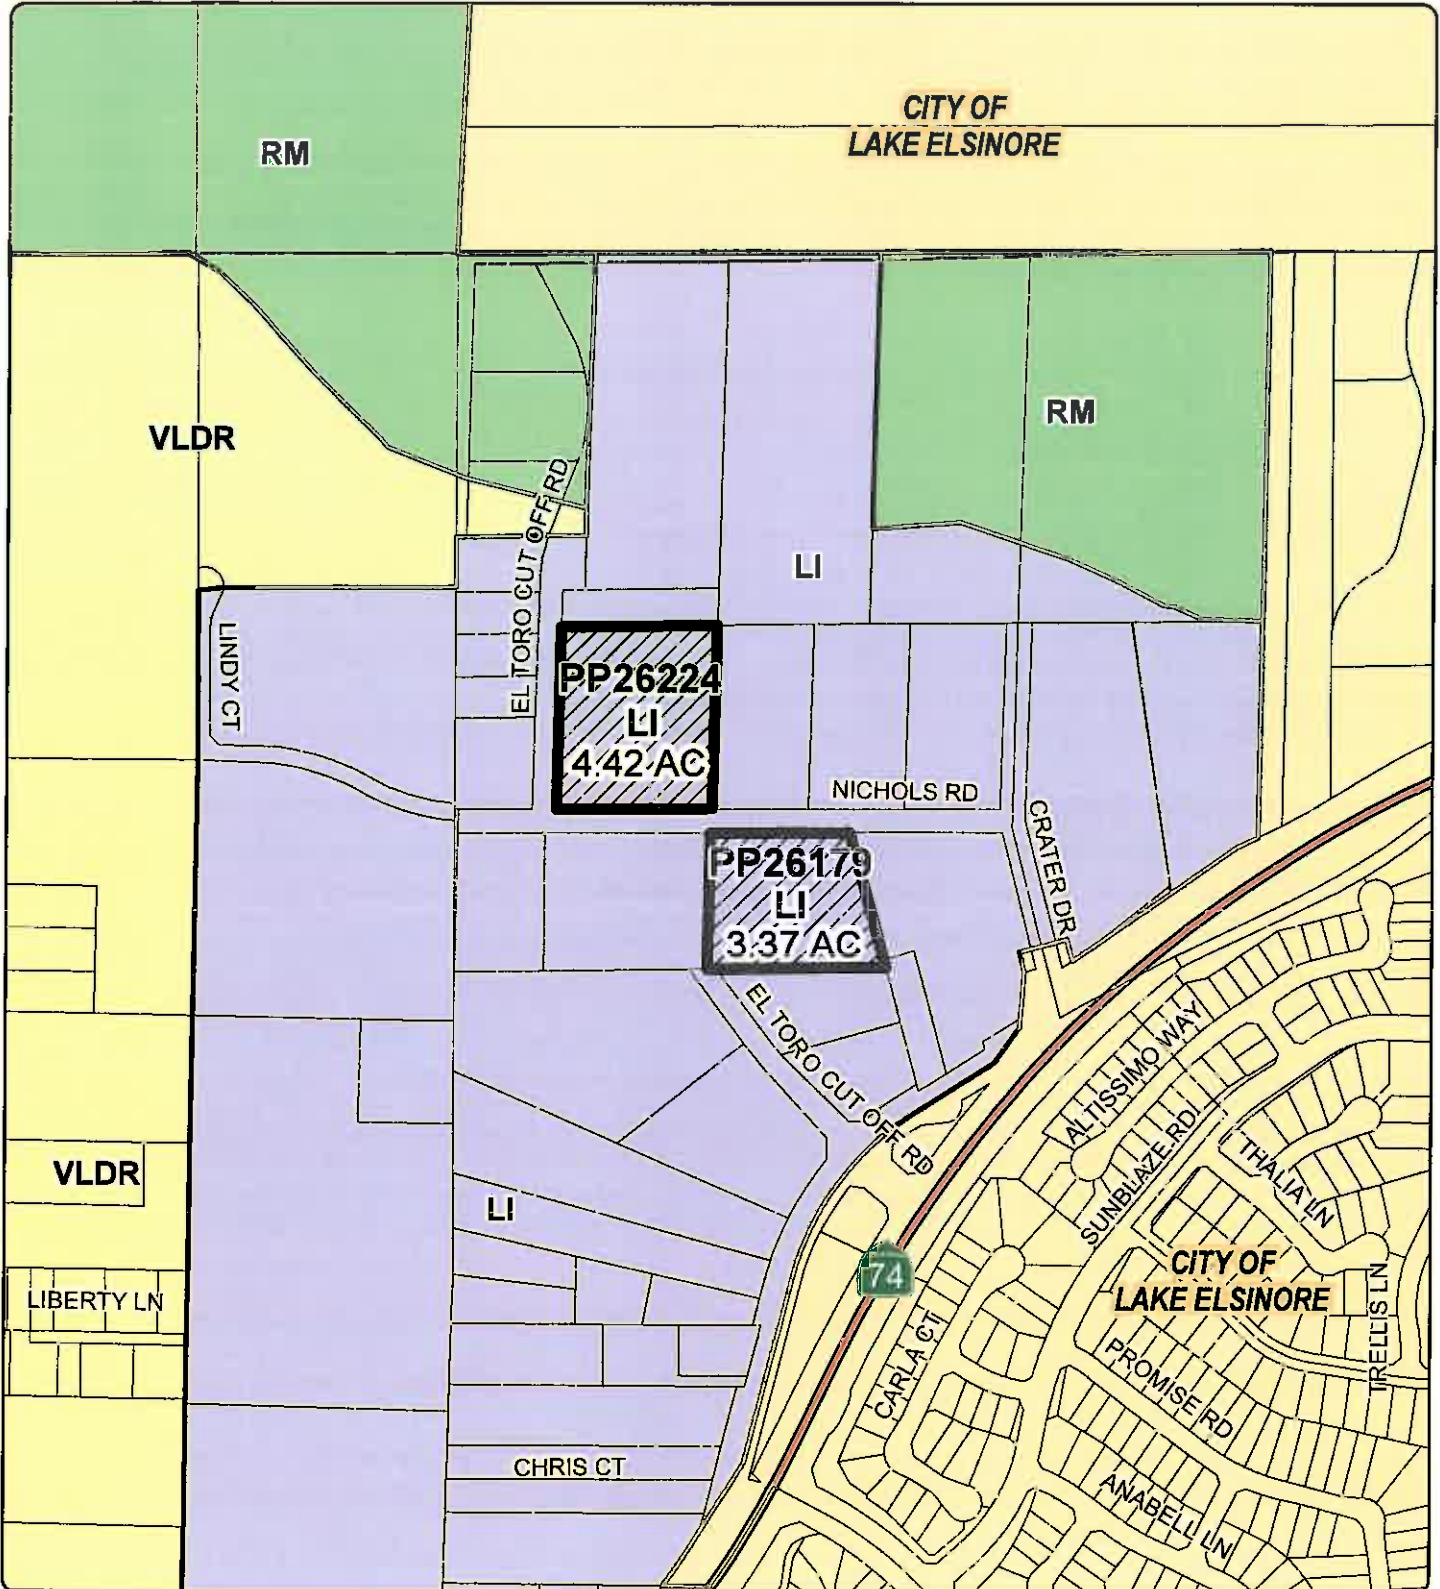 CITY OF
LAKE ELSINORE
RM
RM
VLDR
EL TORO CUT OFF RD
LI
LINDY CT
PP26224
LI
4.42 AC
NICHOLS RD
CRATER DR
PP26179
LI
3.37 AC
EL TORO CUT OFF RD
ALTISSIMO WAY
SUNBLAZE RD
THALIA LN
VLDR
LI
CITY OF
LAKE ELSINORE
74
LIBERTY LN
TRELLIS LN
CARLA CT
PROMISE RD
CHRIS CT
ANABELL LN